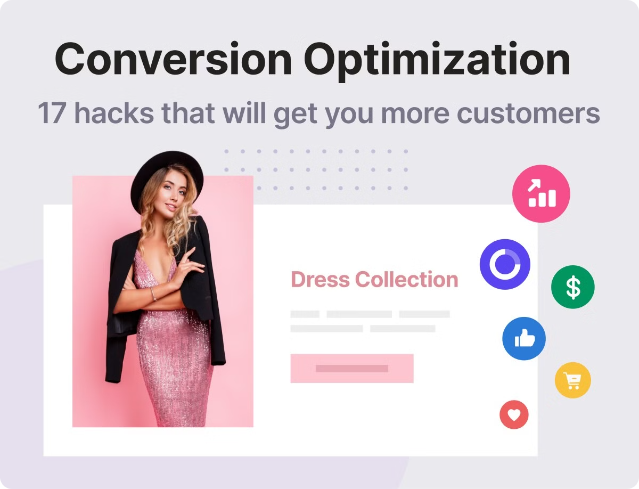 Conversion Optimization
17 hacks that will get you more customers
Dress Collection
$